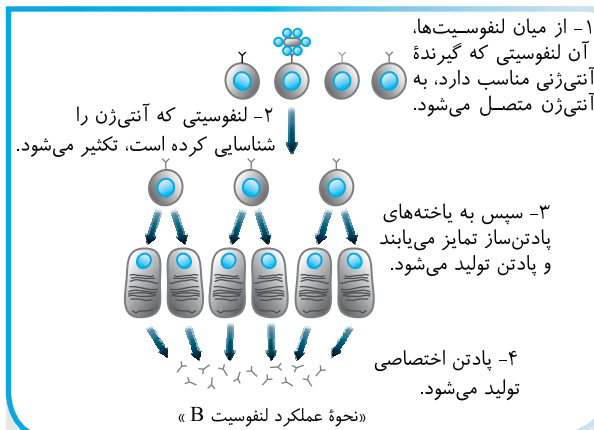 ۱- از میان لنفوسـیت‌ها،
آن لنفوسیتی که گیرندهٔ
آنتی‌ژنی مناسب دارد، به
آنتی‌ژن متصـل می‌شود.
۲- لنفوسیتی که آنتی‌ژن را
شناسایی کرده است، تکثیر می‌شود.
۳- سپس به یاخته‌های
پادتن‌ساز تمایز می‌یابند
و پادتن تولید می‌شود.
۴- پادتن اختصاصی
تولید می‌شود.
«نحوهٔ عملکرد لنفوسیت B»